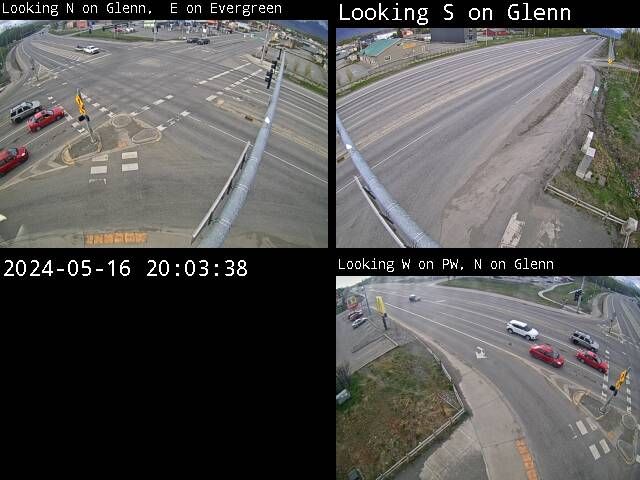 Looking N on Glenn,  E on Evergreen
Looking S on Glenn
2024-05-16 20:03:38
Looking W on PW, N on Glenn